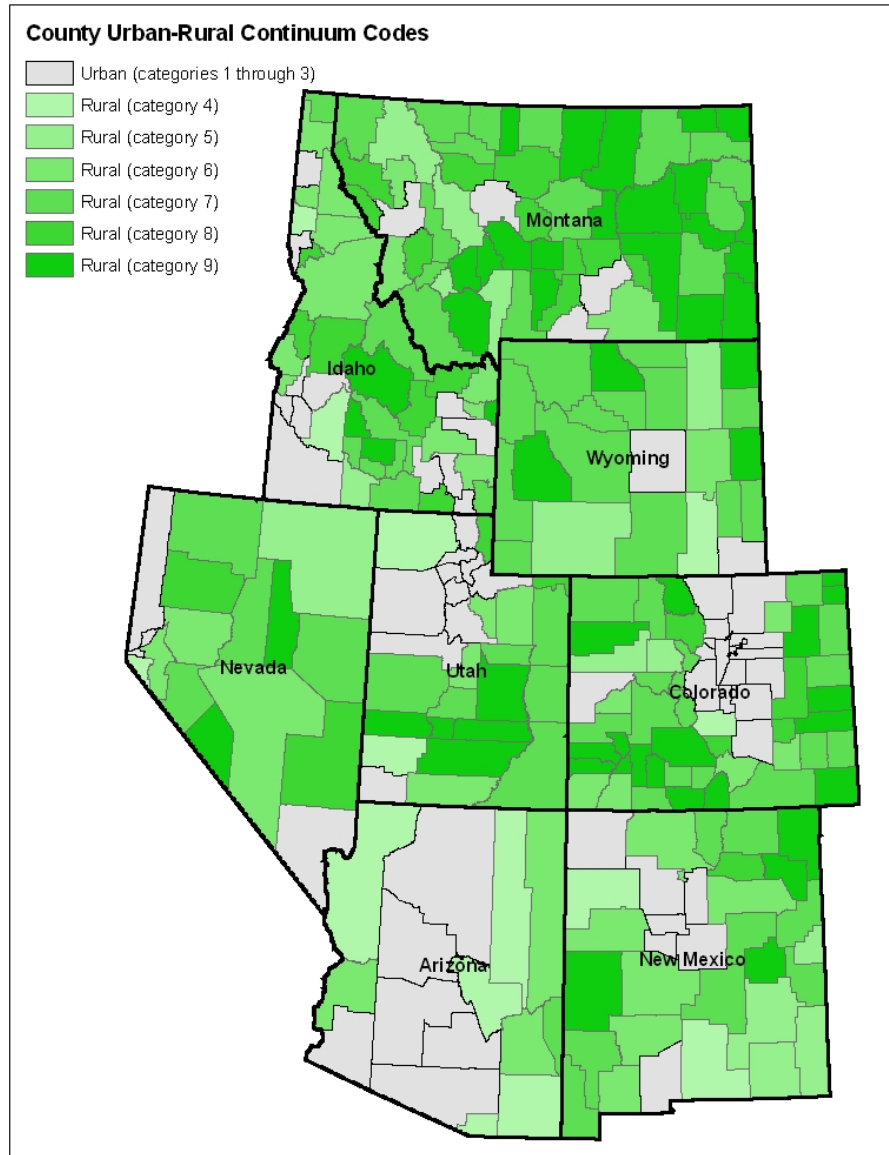 County Urban-Rural Continuum Codes
Urban (categories 1 through 3)
Rural (category 4)
Rural (category 5)
Rural (category 6)
Rural (category 7)
Rural (category 8)
Rural (category 9)
Montana
Idaho
Wyoming
Nevada
Utah
Colorado
Arizona
New Mexico